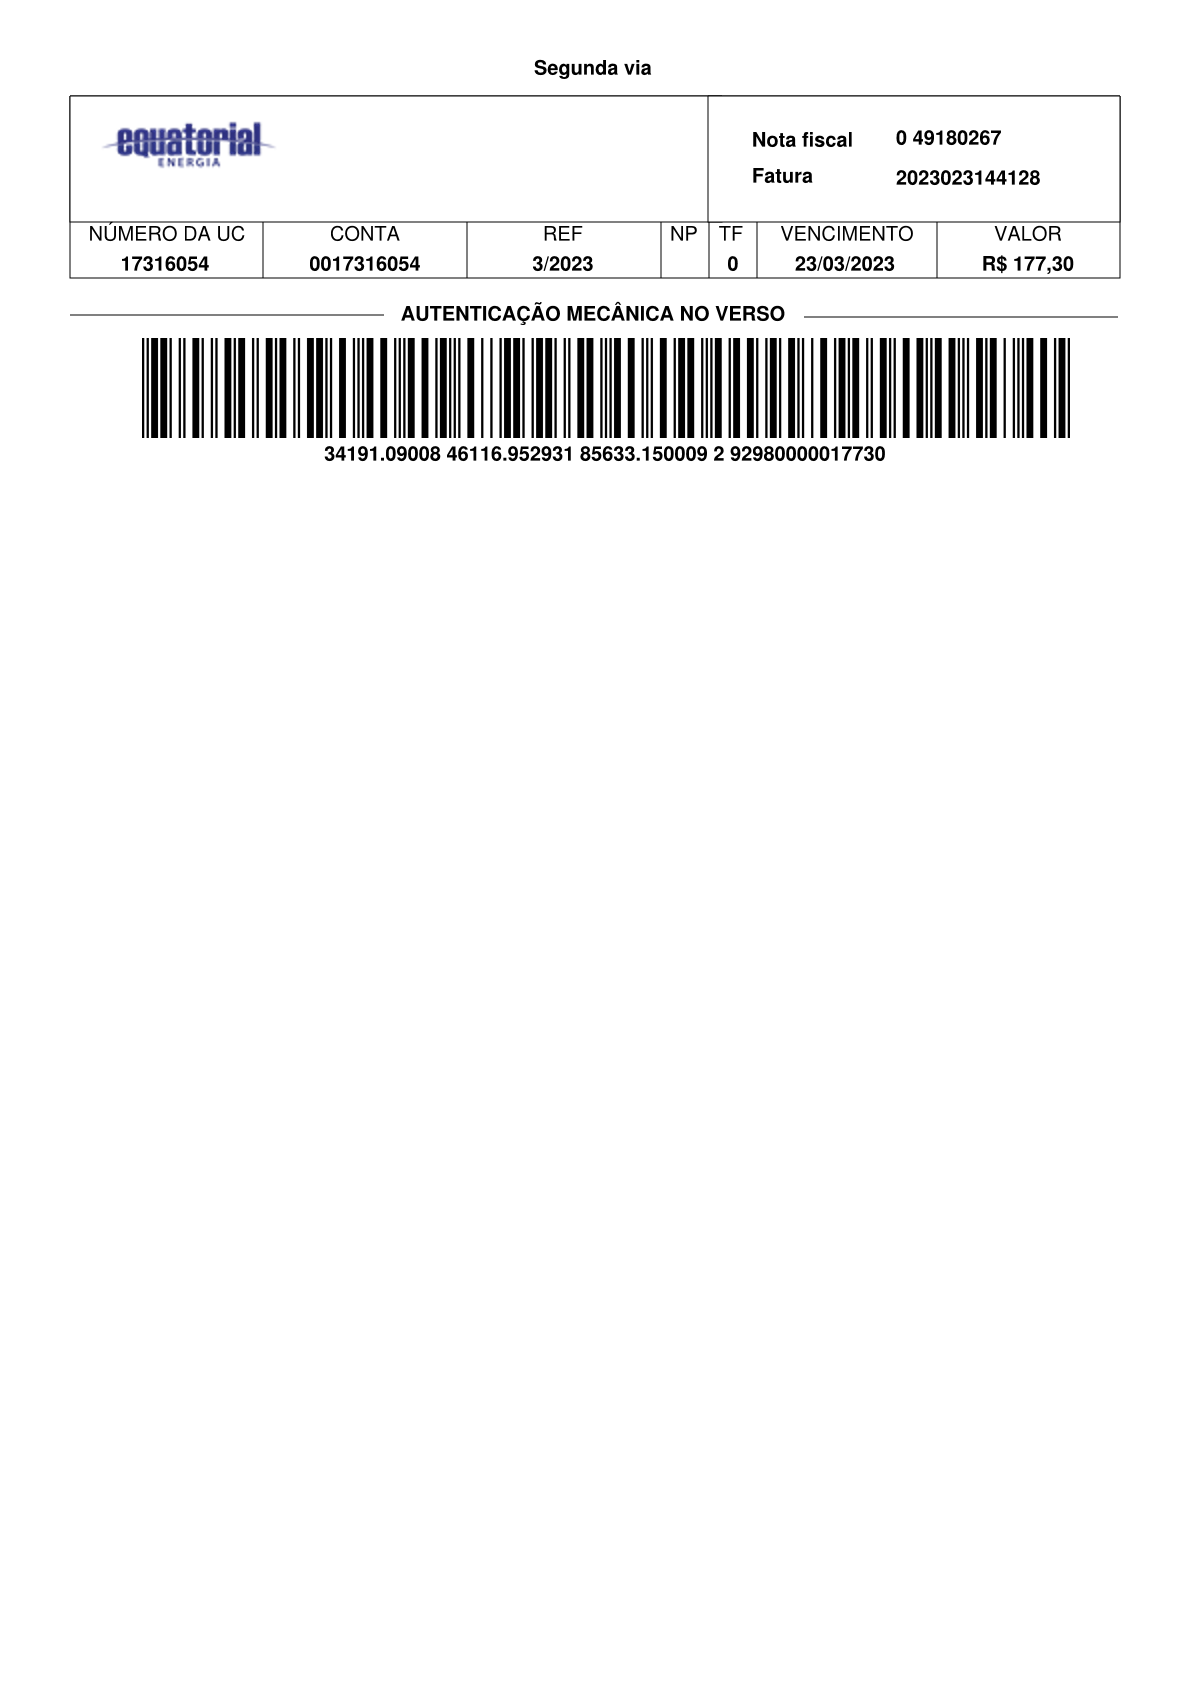 Segunda via
equatorial
ENERGIA
Nota fiscal 0 49180267
Fatura 2023023144128
NÚMERO DA UC CONTA REF NP TF VENCIMENTO VALOR
17316054 0017316054 3/2023 0 23/03/2023 R$ 177,30
AUTENTICAÇÃO MECÂNICA NO VERSO
34191.09008 46116.952931 85633.150009 2 92980000017730